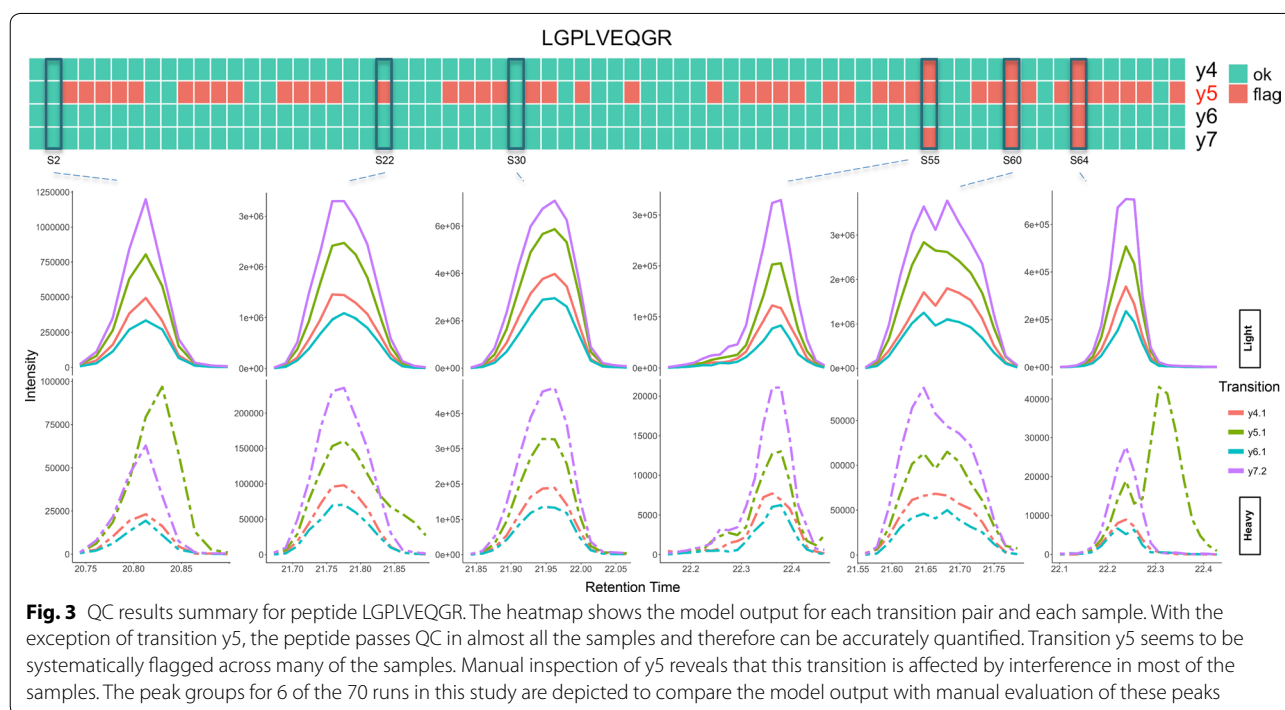 LGPLVEQGR
y4
y5
y6
y7
ok
flag
S2
S22
S30
S55
S60
S64
Intensity
1250000
1000000
750000
500000
250000
0
3e+06
2e+06
1e+06
0e+00
6e+06
4e+06
2e+06
0e+00
3e+05
2e+05
1e+05
0e+00
3e+06
2e+06
1e+06
0e+00
6e+05
4e+05
2e+05
0e+00
Light
100000
75000
50000
25000
0
20.75
20.80
20.85
200000
150000
100000
50000
0
21.70
21.75
21.80
21.85
4e+05
3e+05
2e+05
1e+05
0e+00
21.85
21.90
21.95
22.00
22.05
20000
15000
10000
5000
0
22.2
22.3
22.4
50000
00000
50000
0
21.55
21.60
21.65
21.70
21.75
40000
30000
20000
10000
0
22.1
22.2
22.3
22.4
Heavy
Transition
y4.1
y5.1
y6.1
y7.2
Retention Time
Fig. 3 QC results summary for peptide LGPLVEQGR. The heatmap shows the model output for each transition pair and each sample. With the
exception of transition y5, the peptide passes QC in almost all the samples and therefore can be accurately quantified. Transition y5 seems to be
systematically flagged across many of the samples. Manual inspection of y5 reveals that this transition is affected by interference in most of the
samples. The peak groups for 6 of the 70 runs in this study are depicted to compare the model output with manual evaluation of these peaks